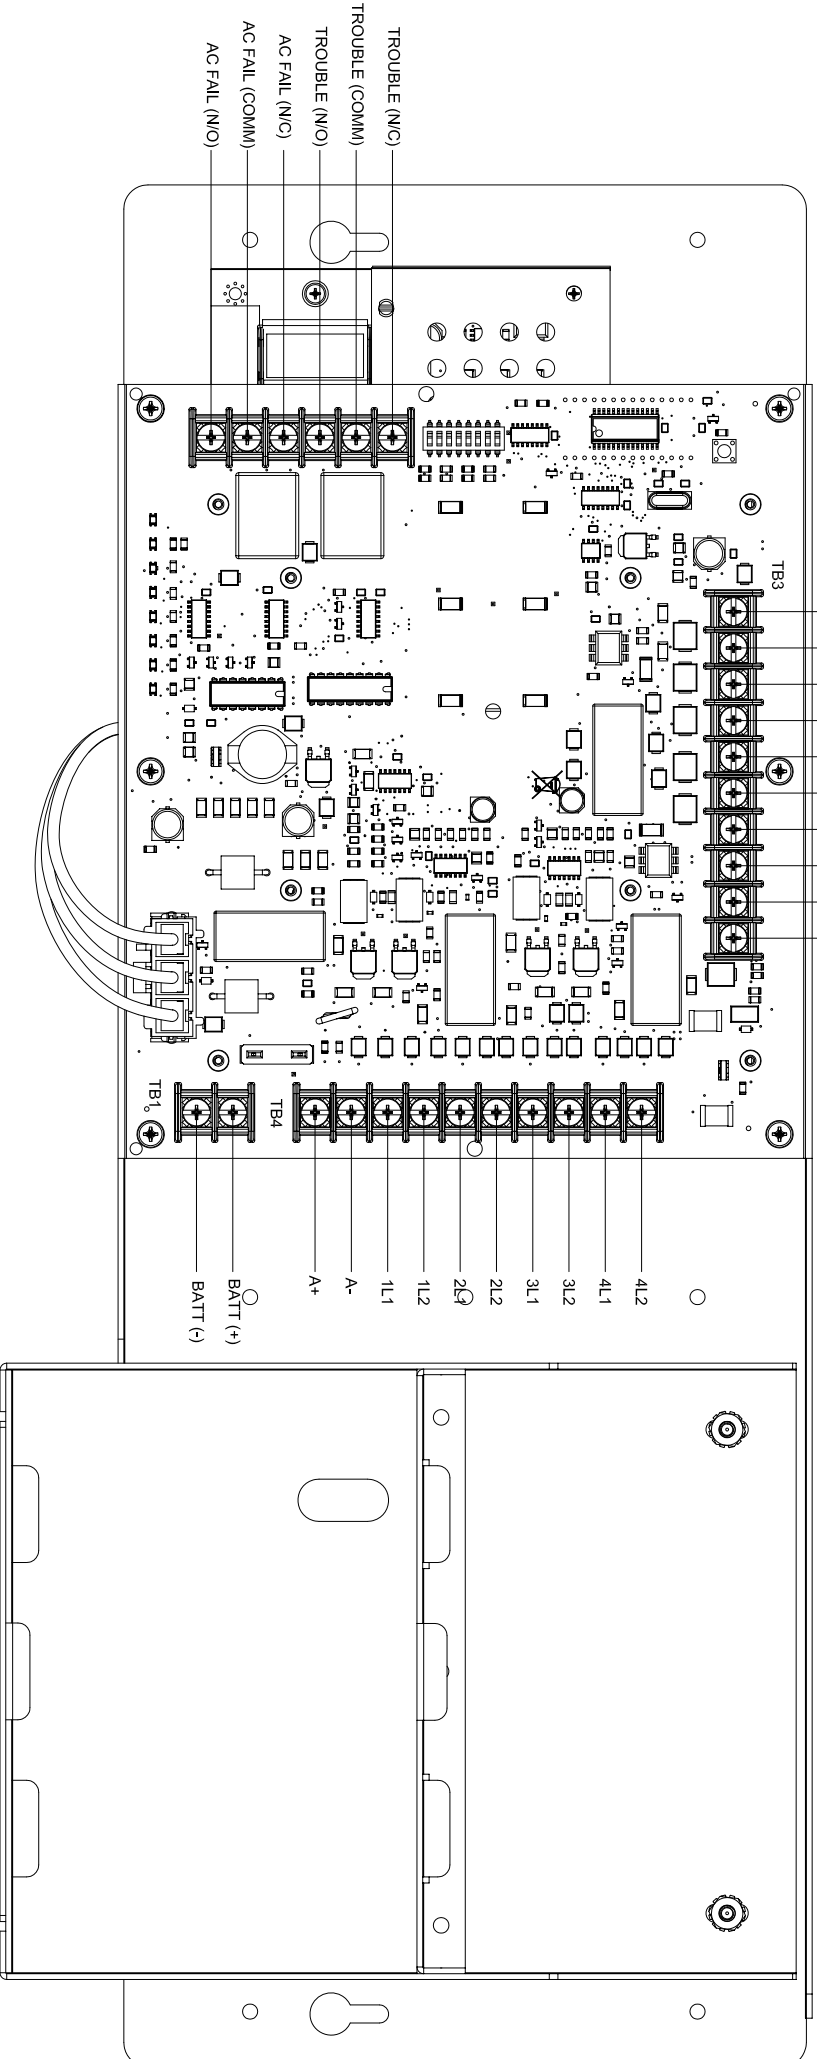 TROUBLE (N/C)
TROUBLE (COMM)
TROUBLE (N/O)
AC FAIL (N/C)
AC FAIL (COMM)
AC FAIL (N/O)
TB3
TB1
TB4
4L2
4L1
3L2
3L1
2L2
2L1
1L2
1L1
A-
A+
BATT (+)
BATT (-)